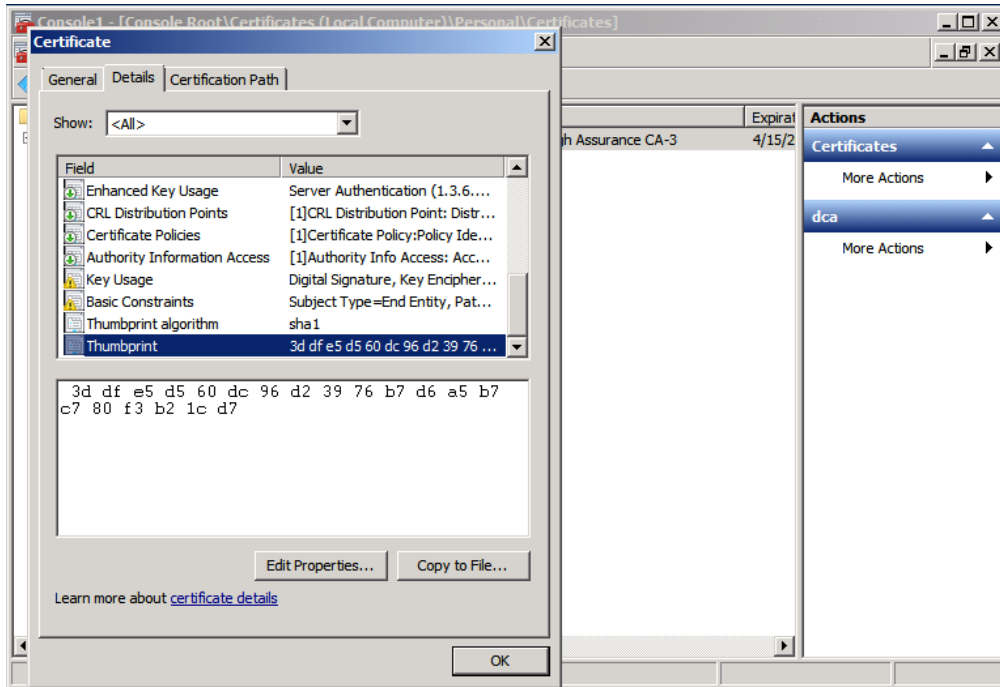 Console1 - [Console Root\Certificates (Local Computer)\Personal\Certificates]
Certificate
General Details Certification Path
Show: <All>
Field Value
Enhanced Key Usage Server Authentication (1.3.6....
CRL Distribution Points [1]CRL Distribution Point: Distr...
Certificate Policies [1]Certificate Policy:Policy Ide...
Authority Information Access [1]Authority Info Access: Acc...
Key Usage Digital Signature, Key Encipher...
Basic Constraints Subject Type=End Entity, Pat...
Thumbprint algorithm sha1
Thumbprint 3d df e5 d5 60 dc 96 d2 39 76 ...
3d df e5 d5 60 dc 96 d2 39 76 b7 d6 a5 b7
c7 80 f3 b2 1c d7
Edit Properties... Copy to File...
Learn more about certificate details
OK
Expirat
gh Assurance CA-3 4/15/2
Actions
Certificates
More Actions
dca
More Actions